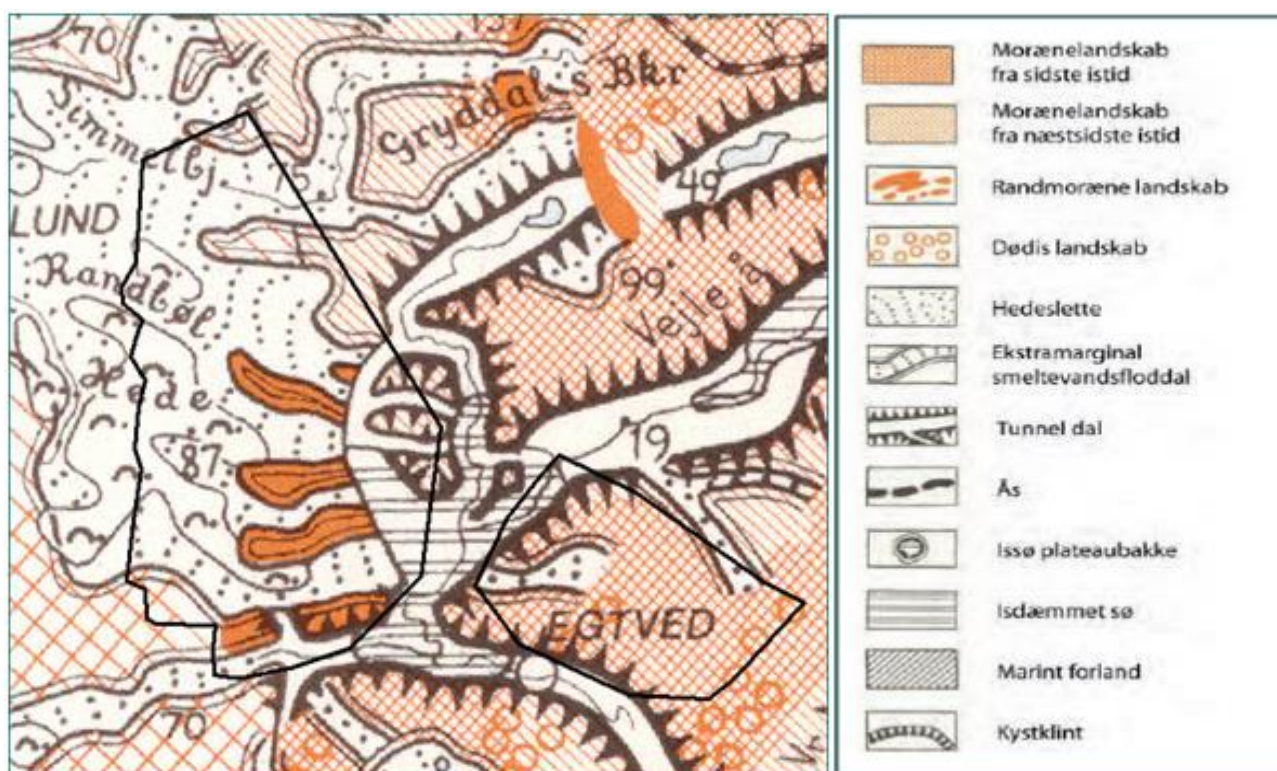 70
Gryddals Bkr
Simmelbj.
75
49
LUND
Randbøl
99
Vejle å
Hede
19
87
EGTVED
70
Morænelandskab
fra sidste istid
Morænelandskab
fra næstsidste istid
Randmoræne landskab
Dødis landskab
Hedeslette
Ekstramarginal
smeltevandsfloddal
Tunnel dal
Ås
Issø plateaubakke
Isdæmmet sø
Marint forland
Kystklint